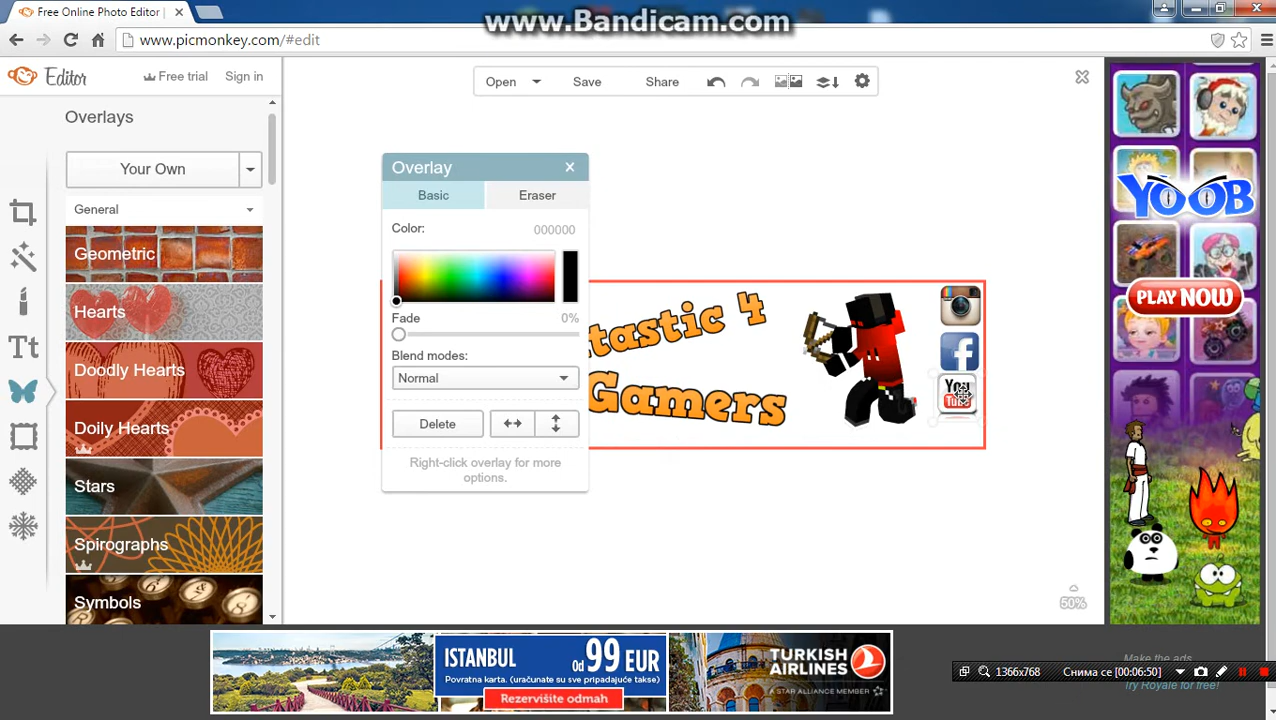 Free Online Photo Editor |
www.Bandicam.com
www.picmonkey.com/#edit
Editor
Free trial
Sign in
Open
Save
Share
Overlays
Your Own
General
Geometric
Hearts
Doodly Hearts
Doily Hearts
Stars
Spirographs
Symbols
Overlay
Basic
Eraser
Color:
000000
Fade
0%
Blend modes:
Normal
Delete
Right-click overlay for more
options.
tastic 4
Gamers
f
You
Tube
50%
YOOB
PLAY NOW
ISTANBUL
Od 99 EUR
Povratna karta. (uračunate su sve pripadajuće takse)
Rezervišite odmah
TURKISH
AIRLINES
A STAR ALLIANCE MEMBER
Make the ads
Try Royale for free!
1366x768
Снима се [00:06:50]